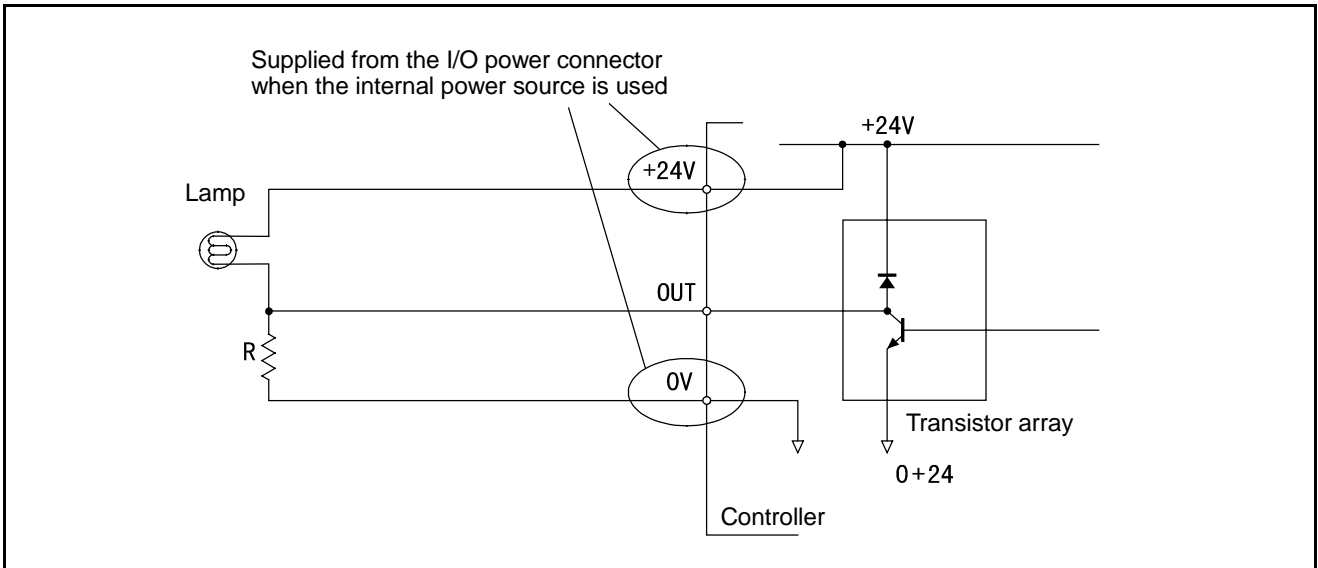 Supplied from the I/O power connector
when the internal power source is used
+24V
+24V
Lamp
OUT
R
0V
Transistor array
0+24
Controller